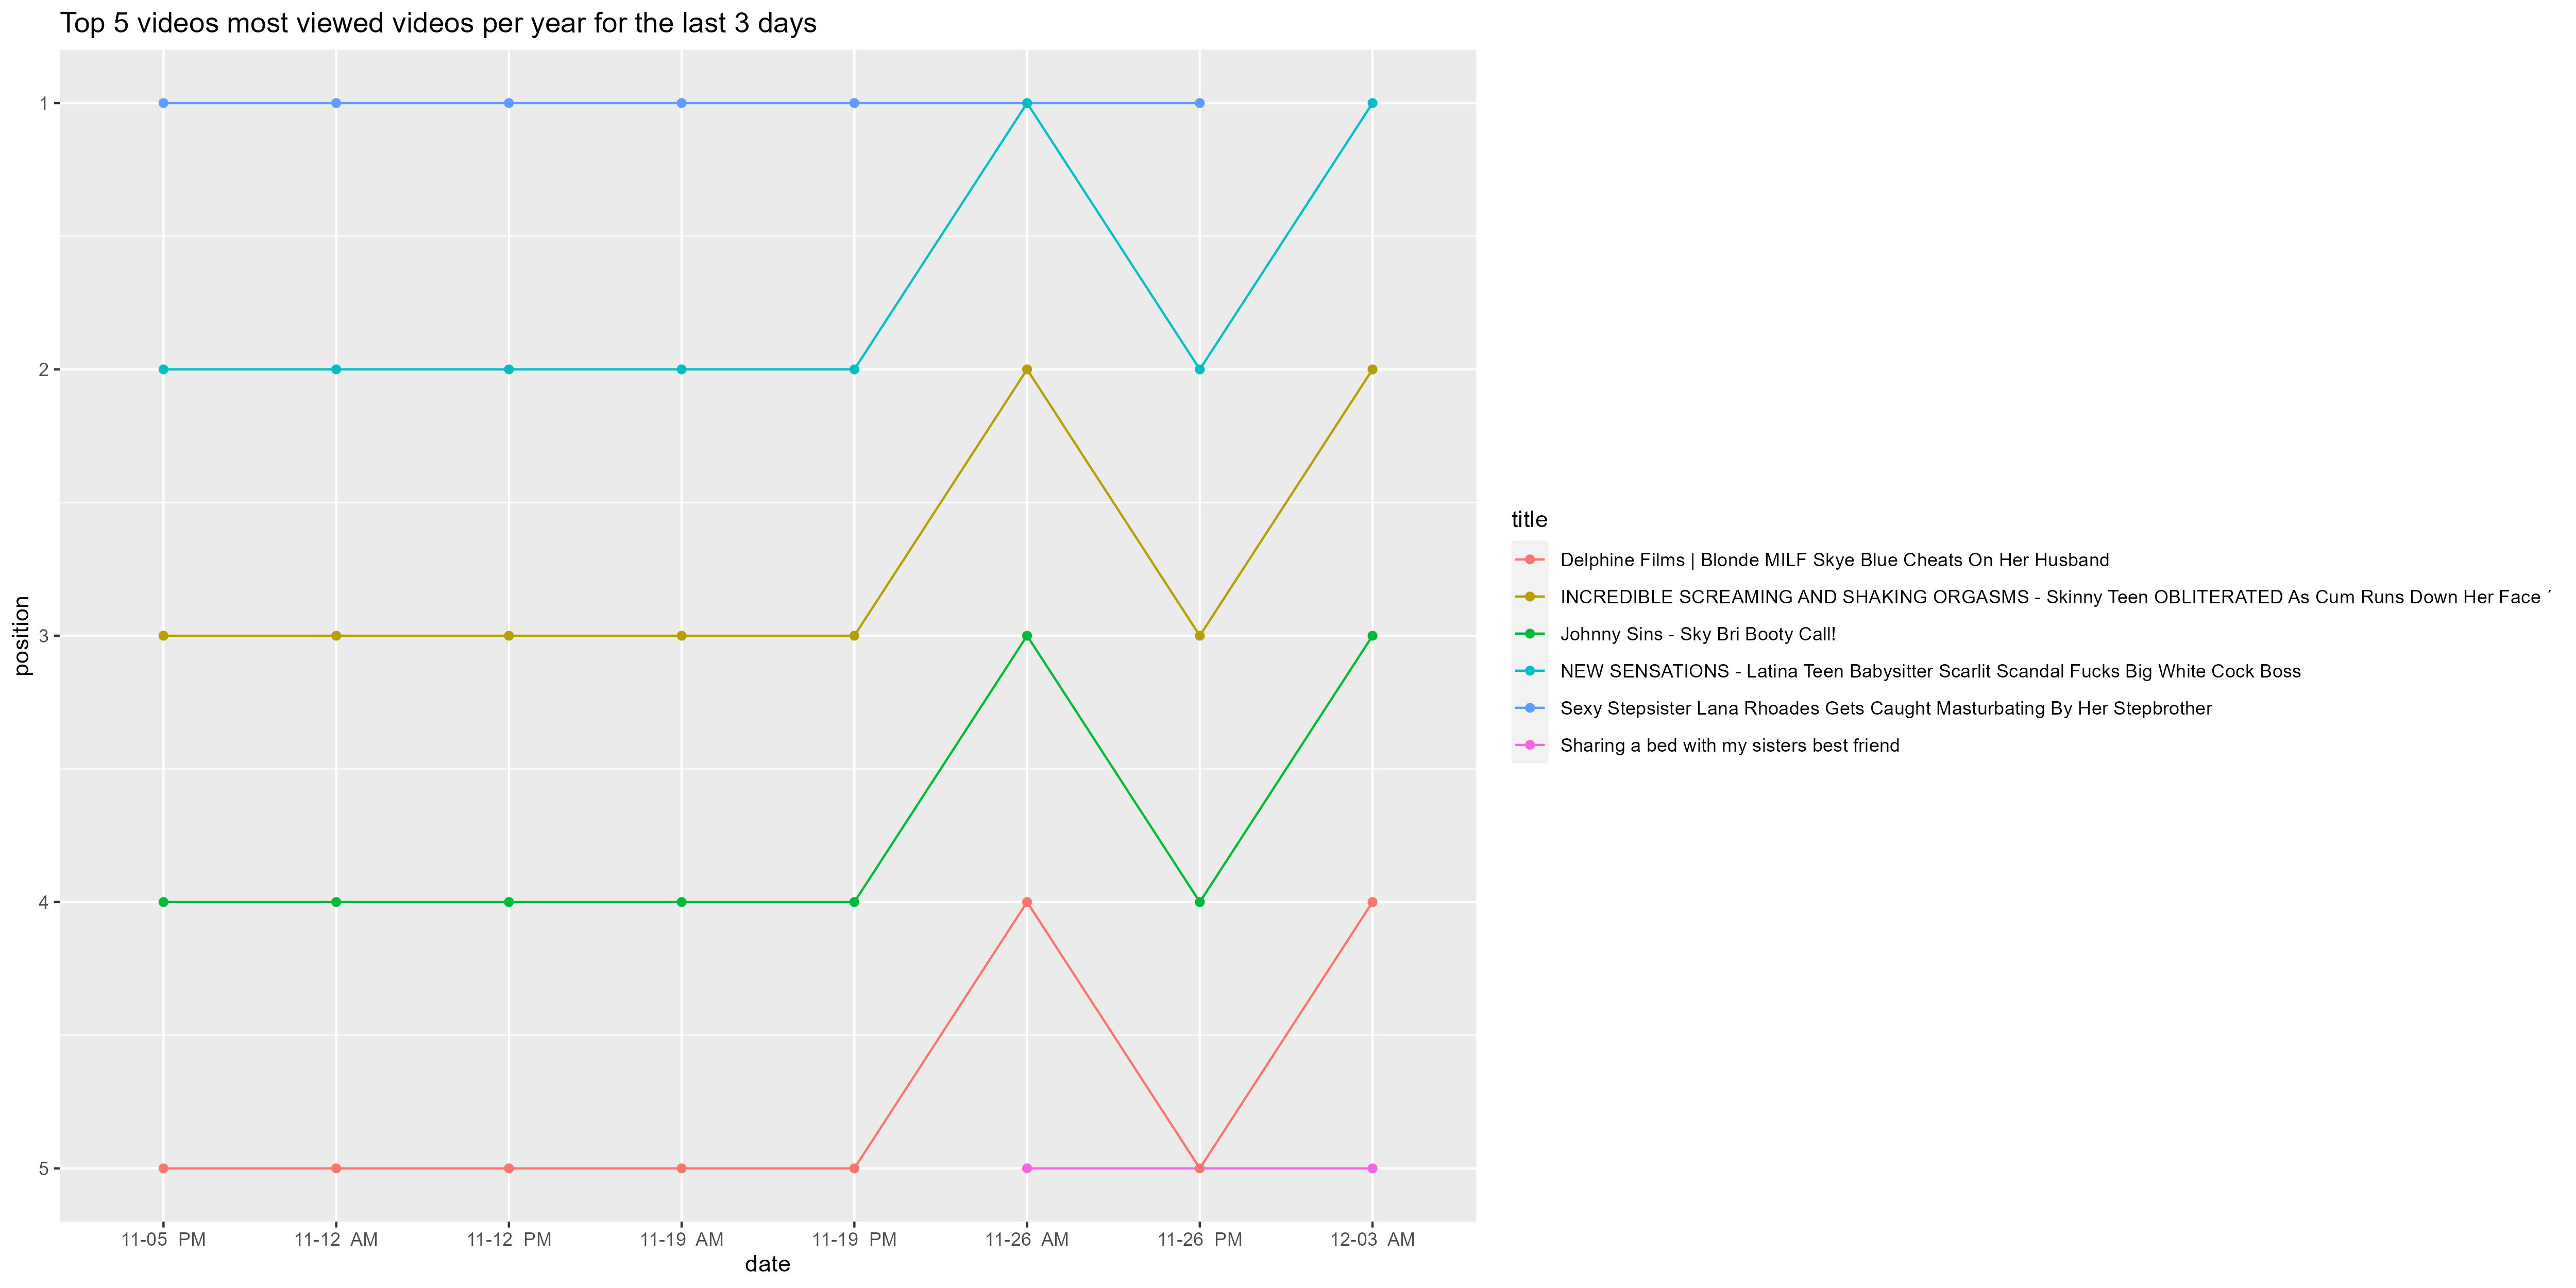 Top 5 videos most viewed videos per year for the last 3 days
position
1
2
3
4
5
11-05 PM
11-12 AM
11-12 PM
11-19 AM
11-19 PM
11-26 AM
11-26 PM
12-03 AM
date
title
Delphine Films | Blonde MILF Skye Blue Cheats On Her Husband
INCREDIBLE SCREAMING AND SHAKING ORGASMS - Skinny Teen OBLITERATED As Cum Runs Down Her Face
Johnny Sins - Sky Bri Booty Call!
NEW SENSATIONS - Latina Teen Babysitter Scarlit Scandal Fucks Big White Cock Boss
Sexy Stepsister Lana Rhoades Gets Caught Masturbating By Her Stepbrother
Sharing a bed with my sisters best friend